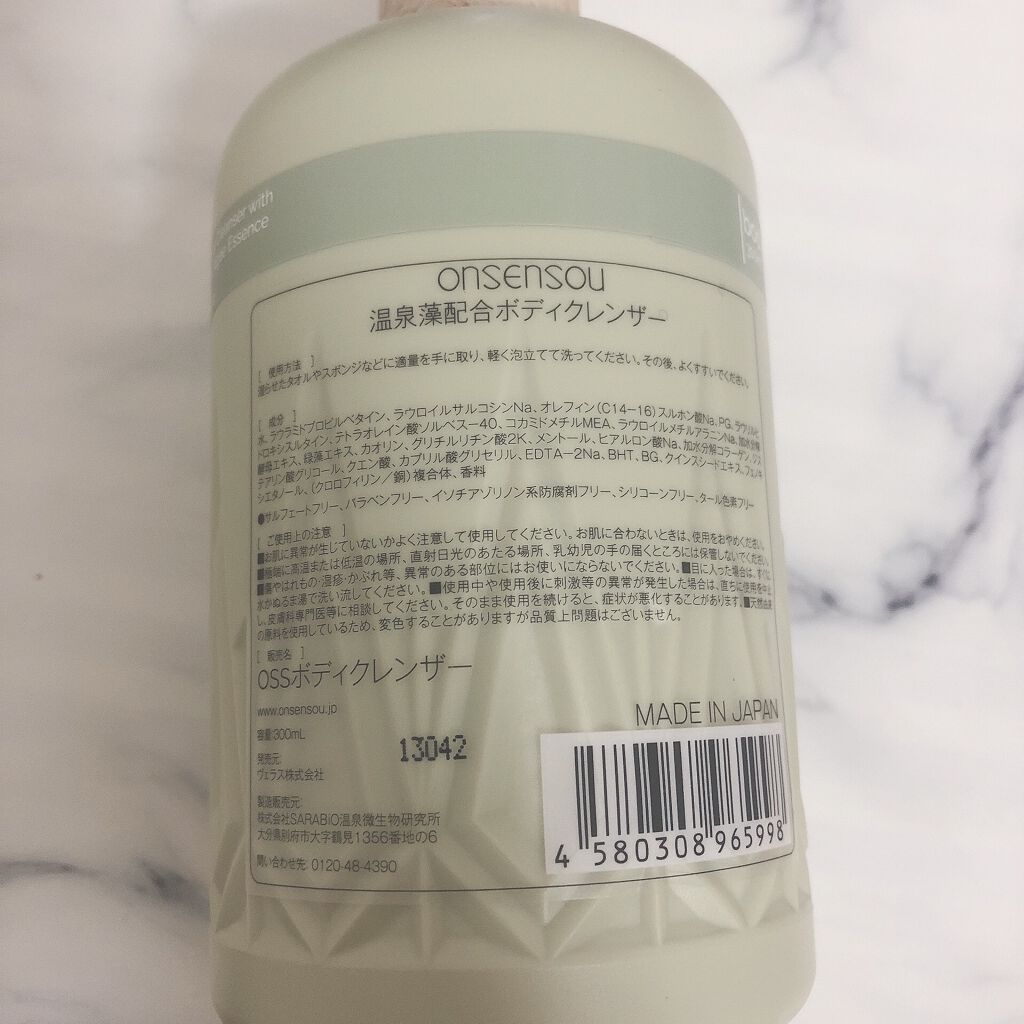 with
Essence
onsensou
温泉藻配合ボディクレンザー
[ 使用方法 ]
濡らせたタオルやスポンジなどに適量を手に取り、軽く泡立てて洗ってください。その後、よくすすいでください。
[ 成分 ]
水、ラウラミドプロピルベタイン、ラウロイルサルコシンNa、オレフィン(C14-16)スルホン酸Na、PG、ラウリルヒ
ドロキシスルタイン、テトラオレイン酸ソルベス-40、コカミドメチルMEA、ラウロイルメチルアラニンNa、加水分解
酵母エキス、緑藻エキス、カオリン、グリチルリチン酸2K、メントール、ヒアルロン酸Na、加水分解コラーゲン、ジス
テアリン酸グリコール、クエン酸、カプリル酸グリセリル、EDTA-2Na、BHT、BG、クインスシードエキス、フェノキ
シエタノール、(クロロフィリン/銅)複合体、香料
●サルフェートフリー、パラベンフリー、イソチアゾリノン系防腐剤フリー、シリコーンフリー、タール色素フリー
[ ご使用上の注意 ]
■お肌に異常が生じていないかよく注意して使用してください。お肌に合わないときは、使用をおやめください。
■極端に高温または低温の場所、直射日光のあたる場所、乳幼児の手の届くところには保管しないでください。
■傷やはれもの・湿疹・かぶれ等、異常のある部位にはお使いにならないでください。■目に入った場合は、すぐに
水かぬるま湯で洗い流してください。■使用中や使用後に刺激等の異常が発生した場合は、直ちに使用を中止
し、皮膚科専門医等に相談してください。そのまま使用を続けると、症状が悪化することがあります。■天然由来
の原料を使用しているため、変色することがありますが品質上問題はございません。
[ 販売名 ]
OSSボディクレンザー
www.onsensou.jp
容量:300mL
13042
MADE IN JAPAN
発売元:
ヴェラス株式会社
製造販売元:
株式会社SARABiO温泉微生物研究所
大分県別府市大字鶴見1356番地の6
問い合わせ先 0120-48-4390
4 580308 965998